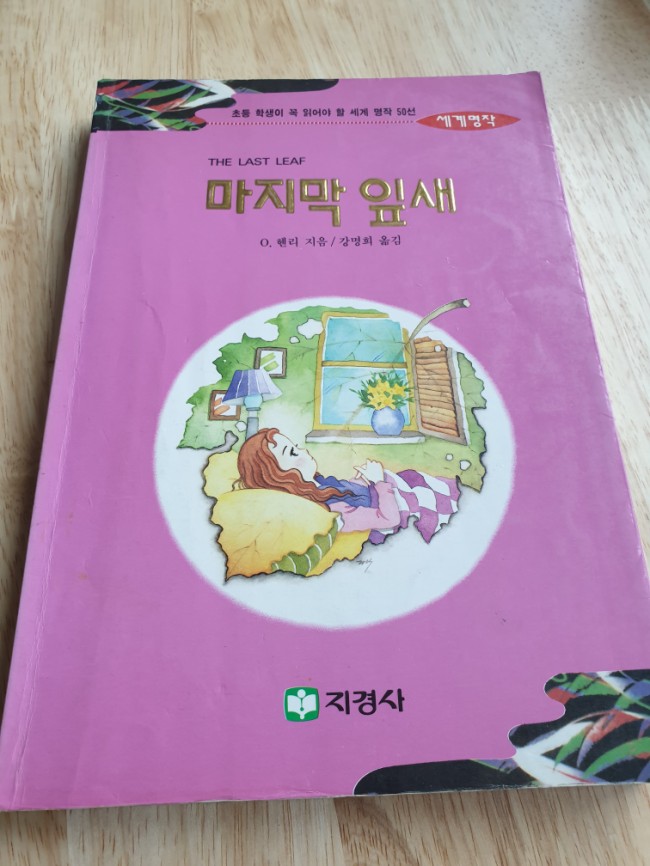 초등 학생이 꼭 읽어야 할 세계 명작 50선
세계명작
THE LAST LEAF
마지막 잎새
O. 헨리 지음/강명희 옮김
지경사